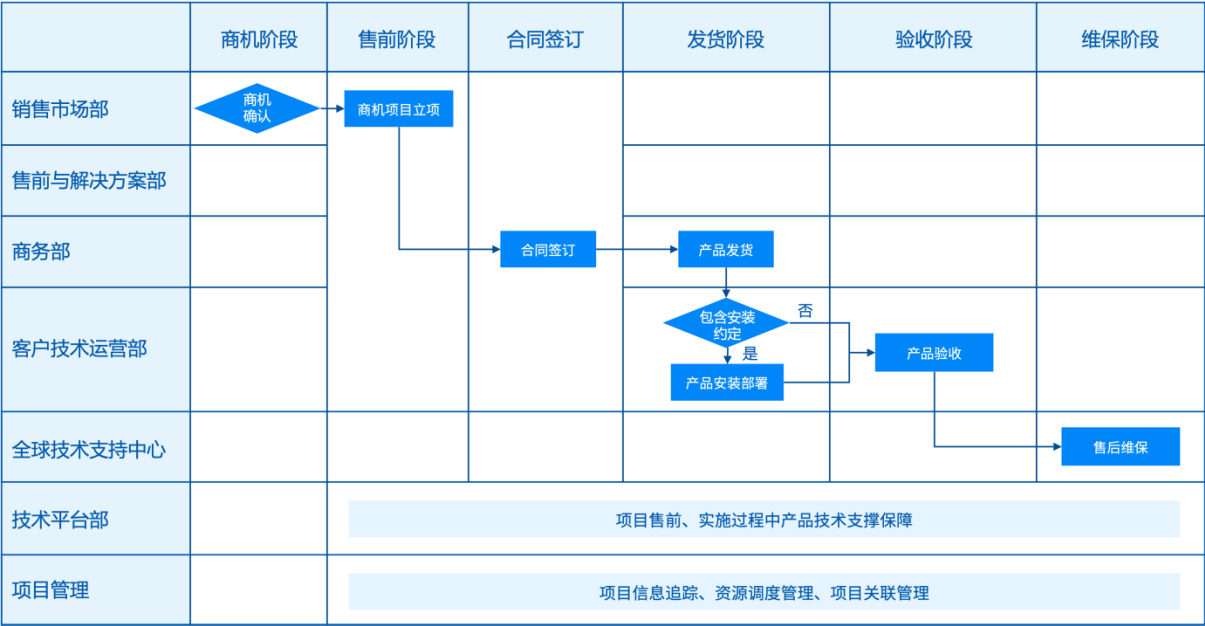 商机阶段
售前阶段
合同签订
发货阶段
验收阶段
维保阶段
销售市场部
商机
确认
商机项目立项
售前与解决方案部
商务部
合同签订
产品发货
客户技术运营部
包含安装
约定
否
是
产品安装部署
产品验收
全球技术支持中心
售后维保
技术平台部
项目售前、实施过程中产品技术支撑保障
项目管理
项目信息追踪、资源调度管理、项目关联管理